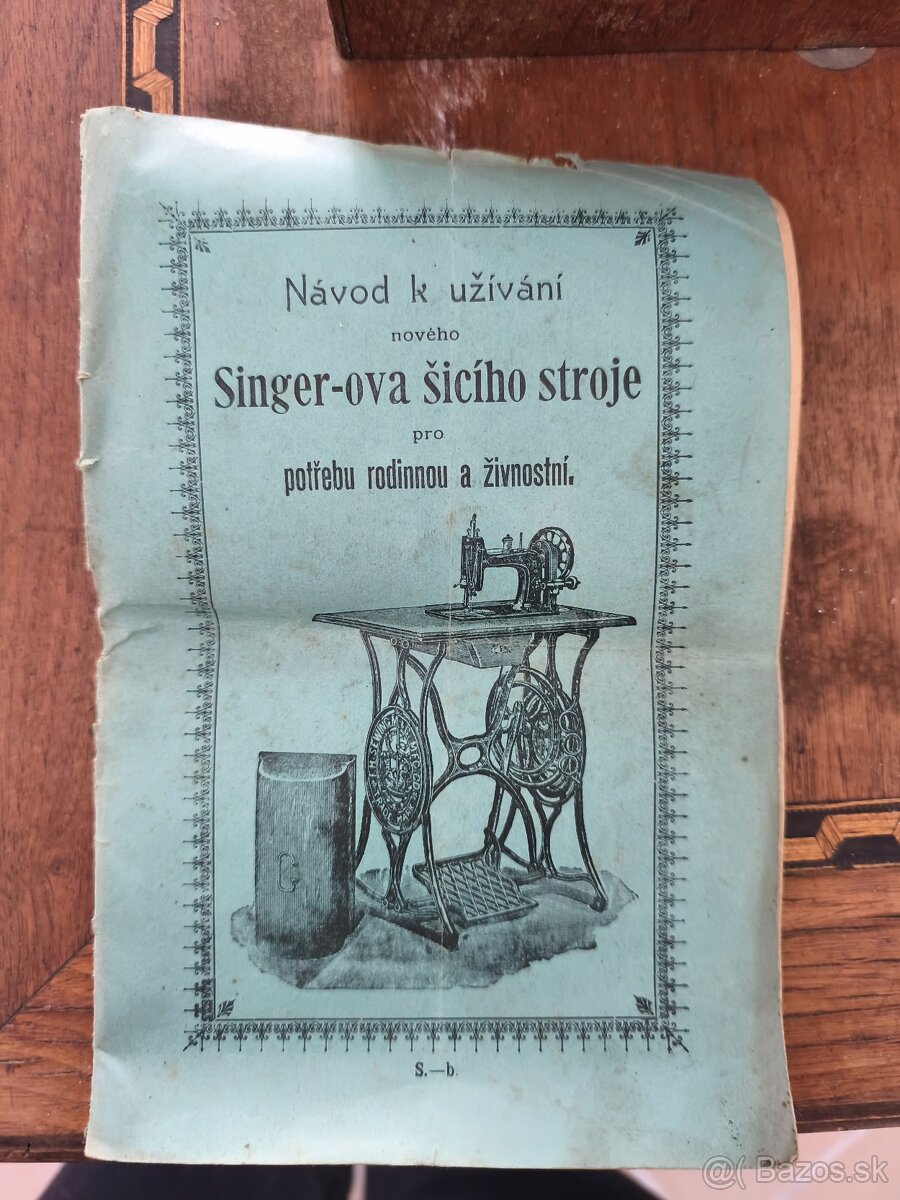 Návod k užívání
nového
Singer-ova šicího stroje
pro
potřebu rodinnou a živnostní.
S.—b.
@( Bazos.sk